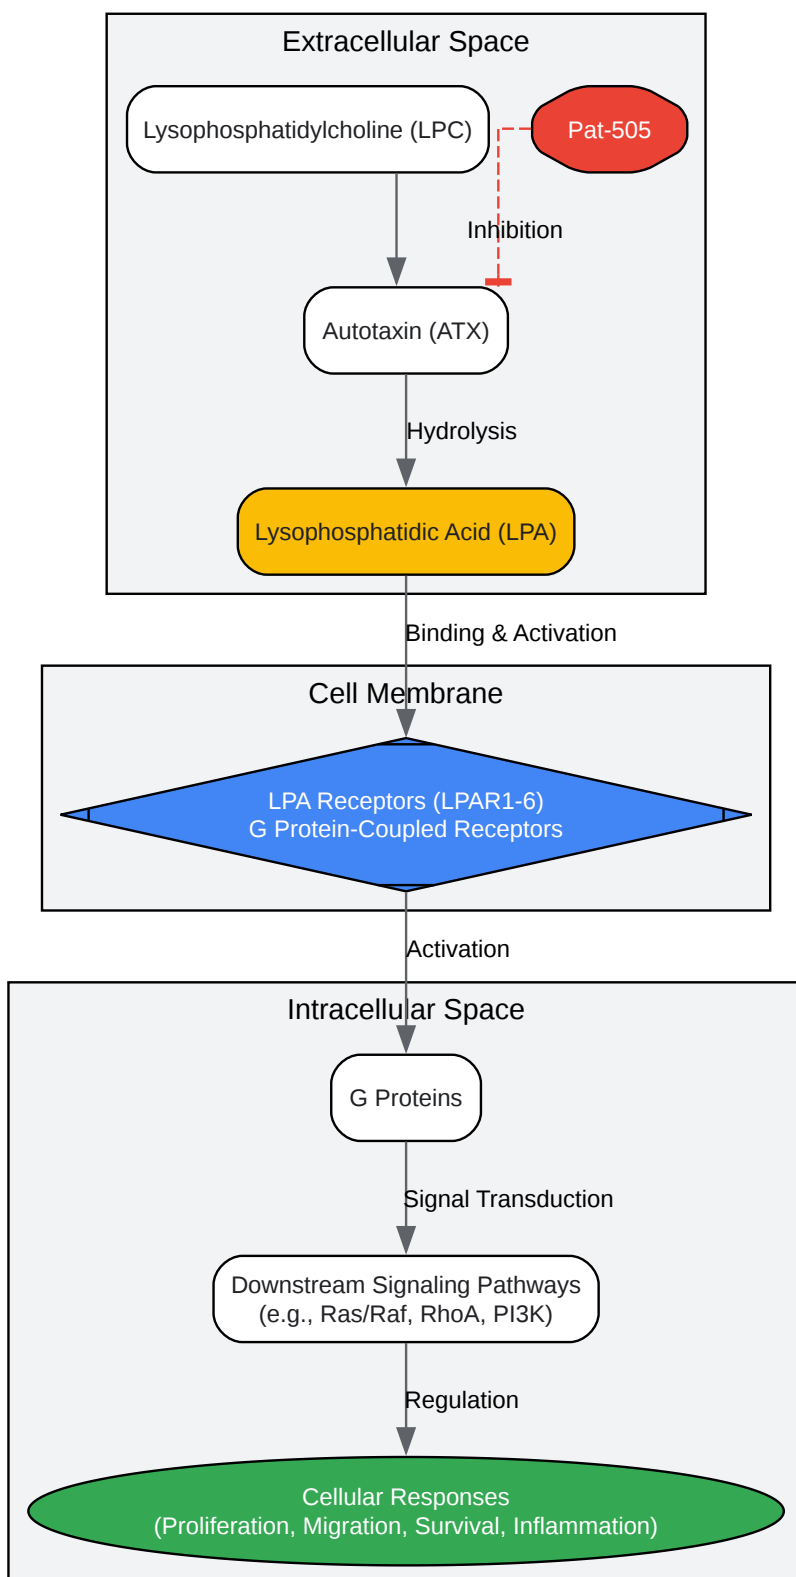 Extracellular Space
Lysophosphatidylcholine (LPC)
Pat-505
Inhibition
Autotaxin (ATX)
Hydrolysis
Lysophosphatidic Acid (LPA)
Binding & Activation
Cell Membrane
LPA Receptors (LPAR1-6)
G Protein-Coupled Receptors
Activation
Intracellular Space
G Proteins
Signal Transduction
Downstream Signaling Pathways
(e.g., Ras/Raf, RhoA, PI3K)
Regulation
Cellular Responses
(Proliferation, Migration, Survival, Inflammation)